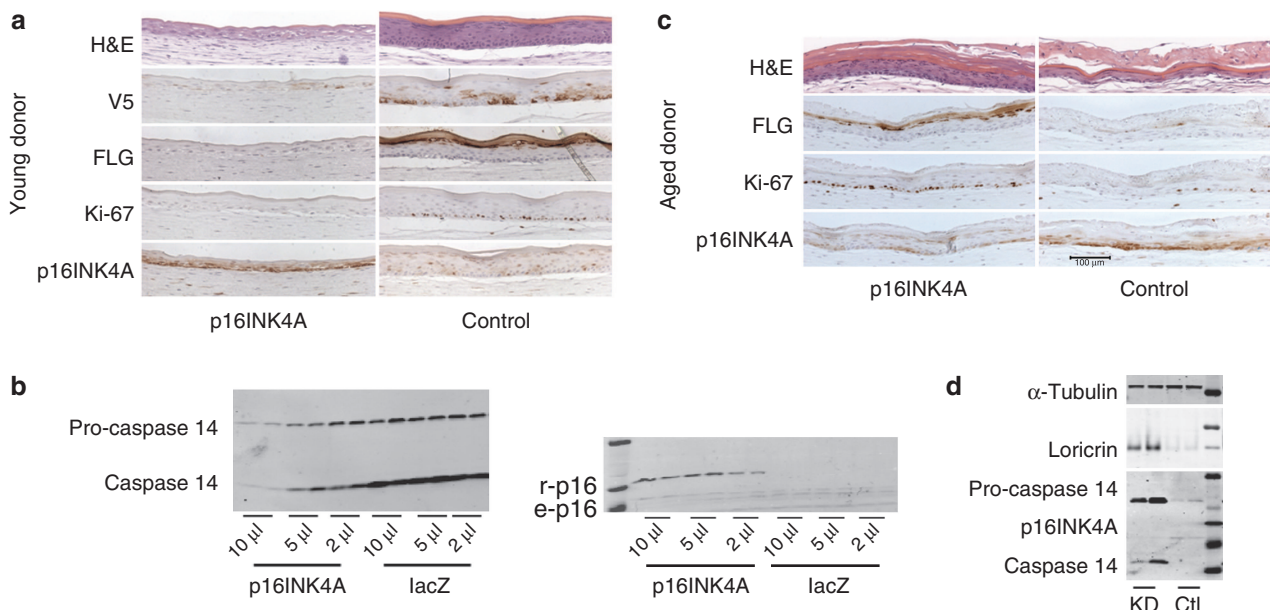 a
Young donor
H&E
V5
FLG
Ki-67
p16INK4A
p16INK4A Control
c
Aged donor
H&E
FLG
Ki-67
p16INK4A
100 µm
p16INK4A Control
b
Pro-caspase 14
Caspase 14
10 µl 5 µl 2 µl 10 µl 5 µl 2 µl
p16INK4A lacZ
r-p16
e-p16
10 µl 5 µl 2 µl 10 µl 5 µl 2 µl
p16INK4A lacZ
d
α-Tubulin
Loricrin
Pro-caspase 14
p16INK4A
Caspase 14
KD Ctl